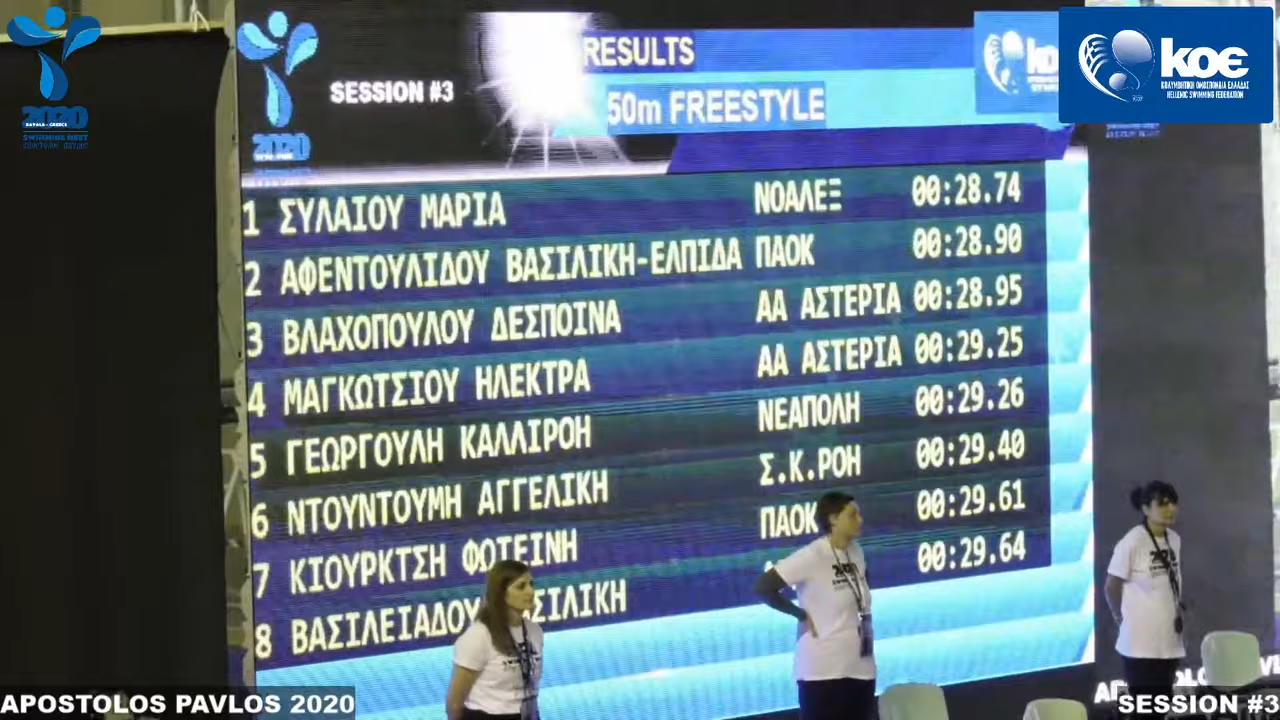 2020
KAVALA - GREECE
SWIMMING MEET
2020
SESSION #3
RESULTS
50m FREESTYLE
κοε
ΚΟΛΥΜΒΗΤΙΚΗ ΟΜΟΣΠΟΝΔΙΑ ΕΛΛΑΔΑΣ
HELLENIC SWIMMING FEDERATION
1 ΣΥΛΑΙΟΥ ΜΑΡΙΑ ΝΟΑΛΕΞ 00:28.74
2 ΑΦΕΝΤΟΥΛΙΔΟΥ ΒΑΣΙΛΙΚΗ-ΕΛΠΙΔΑ ΠΑΟΚ 00:28.90
3 ΒΛΑΧΟΠΟΥΛΟΥ ΔΕΣΠΟΙΝΑ ΑΑ ΑΣΤΕΡΙΑ 00:28.95
4 ΜΑΓΚΩΤΣΙΟΥ ΗΛΕΚΤΡΑ ΑΑ ΑΣΤΕΡΙΑ 00:29.25
5 ΓΕΩΡΓΟΥΛΗ ΚΑΛΛΙΡΟΗ ΝΕΑΠΟΛΗ 00:29.26
6 ΝΤΟΥΝΤΟΥΜΗ ΑΓΓΕΛΙΚΗ Σ.Κ.ΡΟΗ 00:29.40
7 ΚΙΟΥΡΚΤΣΗ ΦΩΤΕΙΝΗ ΠΑΟΚ 00:29.61
8 ΒΑΣΙΛΕΙΑΔΟΥ ΣΙΛΙΚΗ 00:29.64
APOSTOLOS PAVLOS 2020
SESSION #3